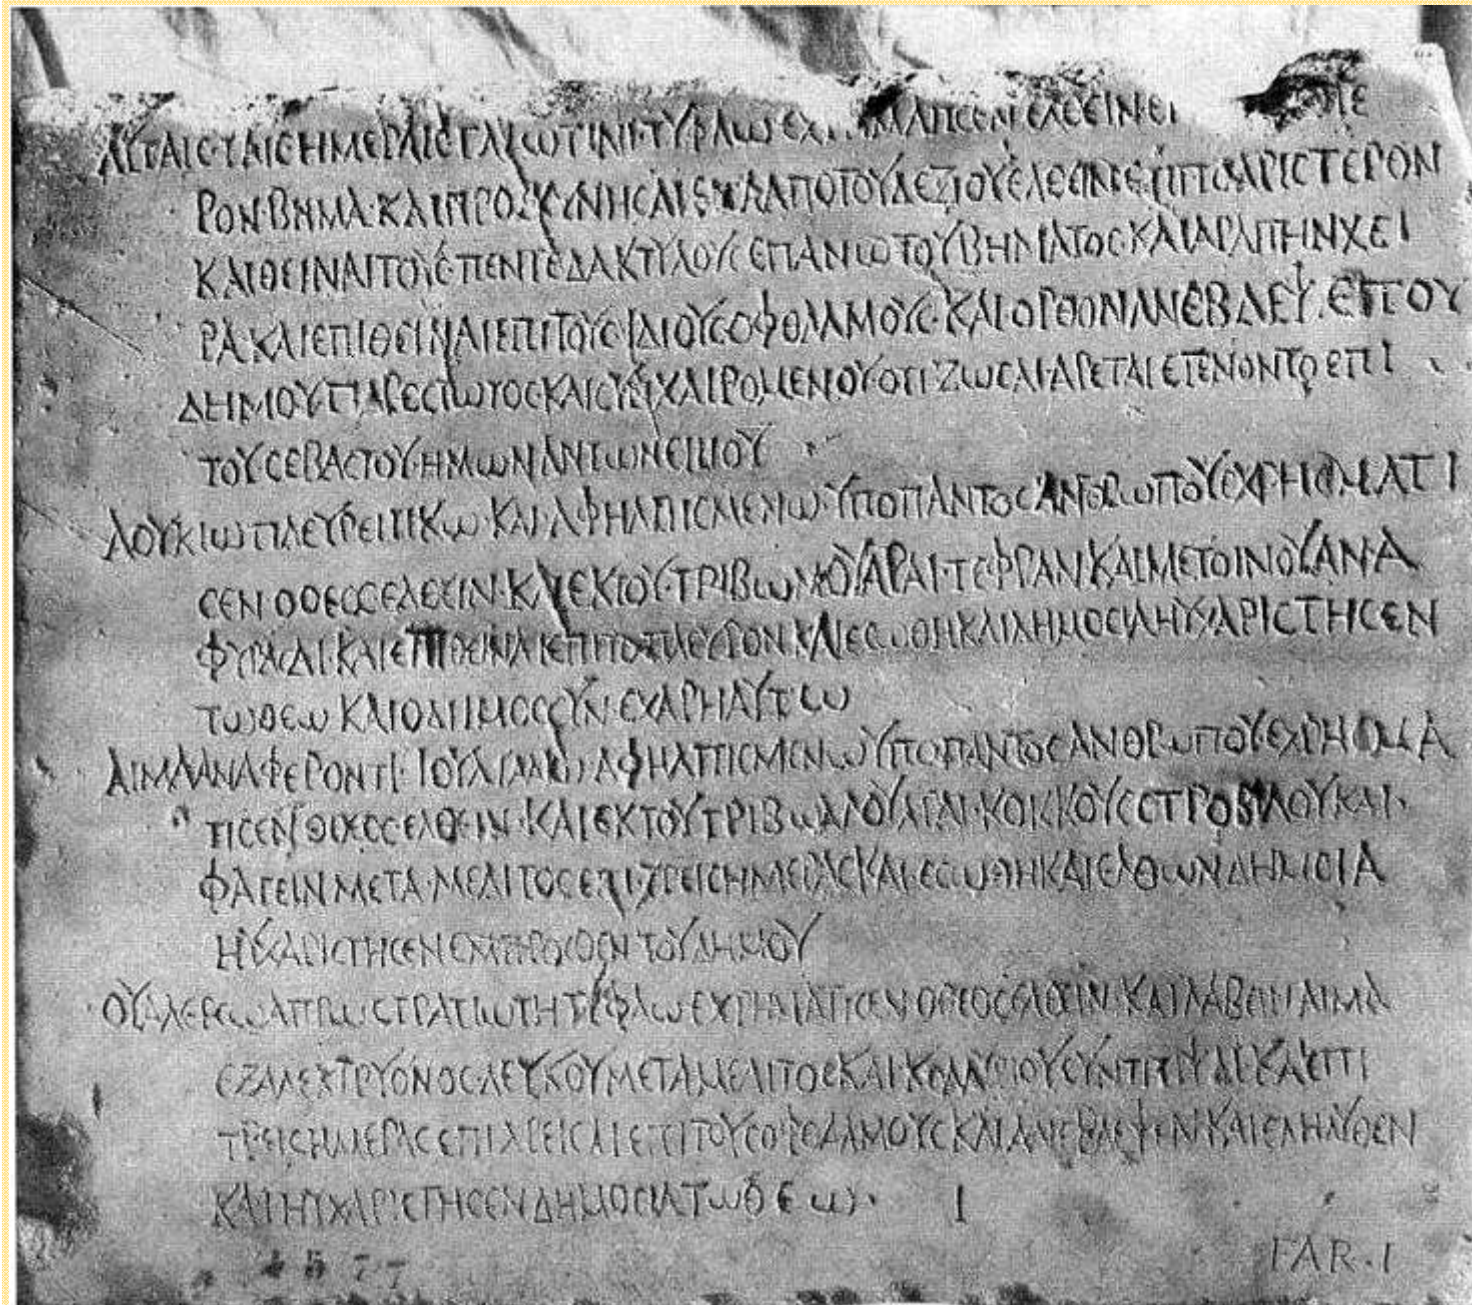 ΑΥΤΑΙϹ ΤΑΙϹ ΗΜΕΡΑΙϹ ΓΑΙΩ ΤΙΝΙ ΤΥΦΛΩ ΕΛΘΕΙΝ ΕΠ ΙΕ
ΡΟΝ ΒΗΜΑ ΚΑΙ ΠΡΟΣΚΥΝΗϹΑΙ ΑΠΟ ΤΟΥ ΔΕΞΙΟΥ ΕΛΘΕΙΝ ΕΠΙ ΤΟ ΑΡΙϹΤΕΡΟΝ
ΚΑΙ ΘΕΙΝΑΙ ΤΟΥϹ ΠΕΝΤΕ ΔΑΚΤΥΛΟΥϹ ΕΠΑΝΩ ΤΟΥ ΒΗΜΑΤΟϹ ΚΑΙ ΑΡΑΙ ΤΗΝ ΧΕΙ
ΡΑ ΚΑΙ ΕΠΙΘΕΙΝΑΙ ΕΠΙ ΤΟΥϹ ΙΔΙΟΥϹ ΟΦΘΑΛΜΟΥϹ ΚΑΙ ΟΡΘΟΝ ΑΝΕΒΛΕΨΕ ΤΟΥ
ΔΗΜΟΥ ΠΑΡΕϹΤΩΤΟϹ ΚΑΙ ϹΥΝΧΑΙΡΟΜΕΝΟΥ ΟΤΙ ΖΩϹΑΙ ΑΡΕΤΑΙ ΕΓΕΝΟΝΤΟ ΕΠΙ
ΤΟΥ ϹΕΒΑϹΤΟΥ ΗΜΩΝ ΑΝΤΩΝΕΙΝΟΥ
ΛΟΥΚΙΩ ΠΛΕΥΡΕΙΤΙΚΩ ΚΑΙ ΑΦΗΛΠΙϹΜΕΝΩ ΥΠΟ ΠΑΝΤΟϹ ΑΝΘΡΩΠΟΥ ΕΧΡΗϹΜΑΤΙ
ϹΕΝ Ο ΘΕΟϹ ΕΛΘΕΙΝ ΚΑΙ ΕΚ ΤΟΥ ΤΡΙΒΩΜΟΥ ΑΡΑΙ ΤΕΦΡΑΝ ΚΑΙ ΜΕΤ ΟΙΝΟΥ ΑΝΑ
ΦΥΡΑϹΑΙ ΚΑΙ ΕΠΙΘΕΙΝΑΙ ΕΠΙ ΤΟ ΠΛΕΥΡΟΝ ΚΑΙ ΕϹΩΘΗ ΚΑΙ ΔΗΜΟϹΙΑ ΗΥΧΑΡΙϹΤΗϹΕΝ
ΤΩ ΘΕΩ ΚΑΙ Ο ΔΗΜΟϹ ϹΥΝΕΧΑΡΗ ΑΥΤΩ
ΑΙΜΑ ΑΝΑΦΕΡΟΝΤΙ ΙΟΥΛΙΑΝΩ ΑΦΗΛΠΙϹΜΕΝΩ ΥΠΟ ΠΑΝΤΟϹ ΑΝΘΡΩΠΟΥ ΕΧΡΗϹΜΑ
ΤΙϹΕΝ Ο ΘΕΟϹ ΕΛΘΕΙΝ ΚΑΙ ΕΚ ΤΟΥ ΤΡΙΒΩΜΟΥ ΑΡΑΙ ΚΟΚΚΟΥϹ ϹΤΡΟΒΙΛΟΥ ΚΑΙ
ΦΑΓΕΙΝ ΜΕΤΑ ΜΕΛΙΤΟϹ ΕΠΙ ΤΡΕΙϹ ΗΜΕΡΑϹ ΚΑΙ ΕϹΩΘΗ ΚΑΙ ΕΛΘΩΝ ΔΗΜΟϹΙΑ
ΗΥΧΑΡΙϹΤΗϹΕΝ ΕΜΠΡΟϹΘΕΝ ΤΟΥ ΔΗΜΟΥ
ΟΥΑΛΕΡΙΩ ΑΠΡΩ ϹΤΡΑΤΙΩΤΗ ΤΥΦΛΩ ΕΧΡΗΜΑΤΙϹΕΝ Ο ΘΕΟϹ ΕΛΘΕΙΝ ΚΑΙ ΛΑΒΕΙΝ ΑΙΜΑ
ΕΞ ΑΛΕΚΤΡΥΟΝΟϹ ΛΕΥΚΟΥ ΜΕΤΑ ΜΕΛΙΤΟϹ ΚΑΙ ΚΟΛΛΥΡΙΟΥ ϹΥΝΤΡΙΨΑΙ ΚΑΙ ΕΠΙ
ΤΡΕΙϹ ΗΜΕΡΑϹ ΕΠΙΧΡΕΙϹΑΙ ΕΠΙ ΤΟΥϹ ΟΦΘΑΛΜΟΥϹ ΚΑΙ ΑΝΕΒΛΕΨΕΝ ΚΑΙ ΕΛΗΛΥΘΕΝ
ΚΑΙ ΗΥΧΑΡΙϹΤΗϹΕΝ ΔΗΜΟϹΙΑ ΤΩ ΘΕΩ Ι
FAR. I
4577